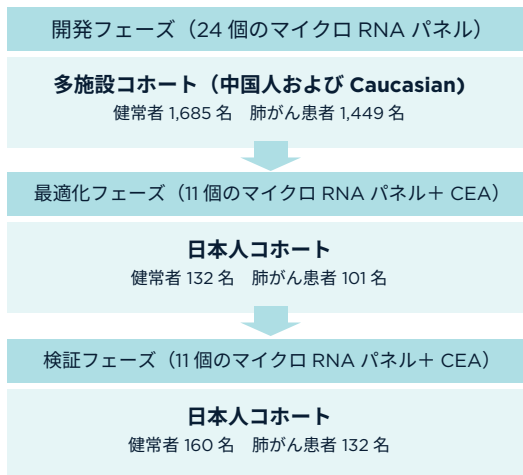 開発フェーズ（24 個のマイクロ RNA パネル）
多施設コホート（中国人および Caucasian)
健常者 1,685 名　肺がん患者 1,449 名
最適化フェーズ（11 個のマイクロ RNA パネル＋ CEA）
日本人コホート
健常者 132 名　肺がん患者 101 名
検証フェーズ（11 個のマイクロ RNA パネル＋ CEA）
日本人コホート
健常者 160 名　肺がん患者 132 名